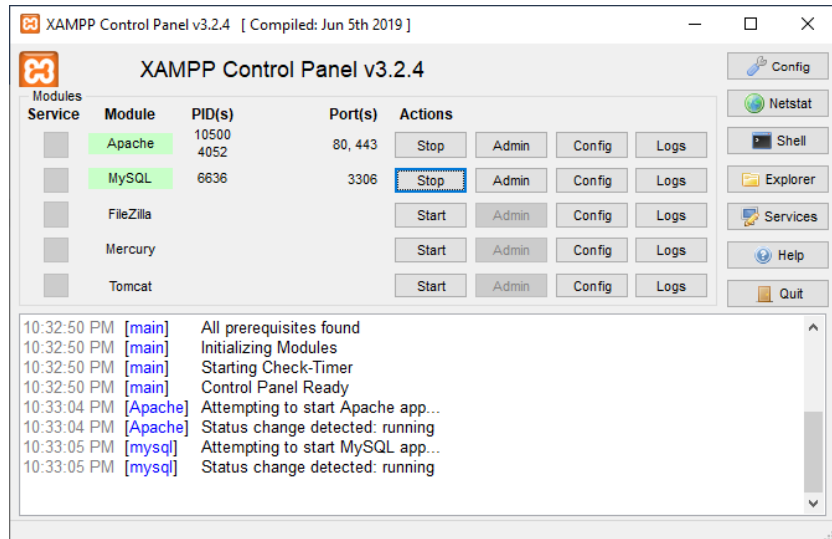 XAMPP Control Panel v3.2.4 [ Compiled: Jun 5th 2019 ]
XAMPP Control Panel v3.2.4
Config
Modules
Service Module PID(s) Port(s) Actions
Netstat
Apache 10500 4052 80, 443 Stop Admin Config Logs
Shell
MySQL 6636 3306 Stop Admin Config Logs
Explorer
FileZilla Start Admin Config Logs
Services
Mercury Start Admin Config Logs
Help
Tomcat Start Admin Config Logs
Quit
10:32:50 PM [main] All prerequisites found
10:32:50 PM [main] Initializing Modules
10:32:50 PM [main] Starting Check-Timer
10:32:50 PM [main] Control Panel Ready
10:33:04 PM [Apache] Attempting to start Apache app...
10:33:04 PM [Apache] Status change detected: running
10:33:05 PM [mysql] Attempting to start MySQL app...
10:33:05 PM [mysql] Status change detected: running